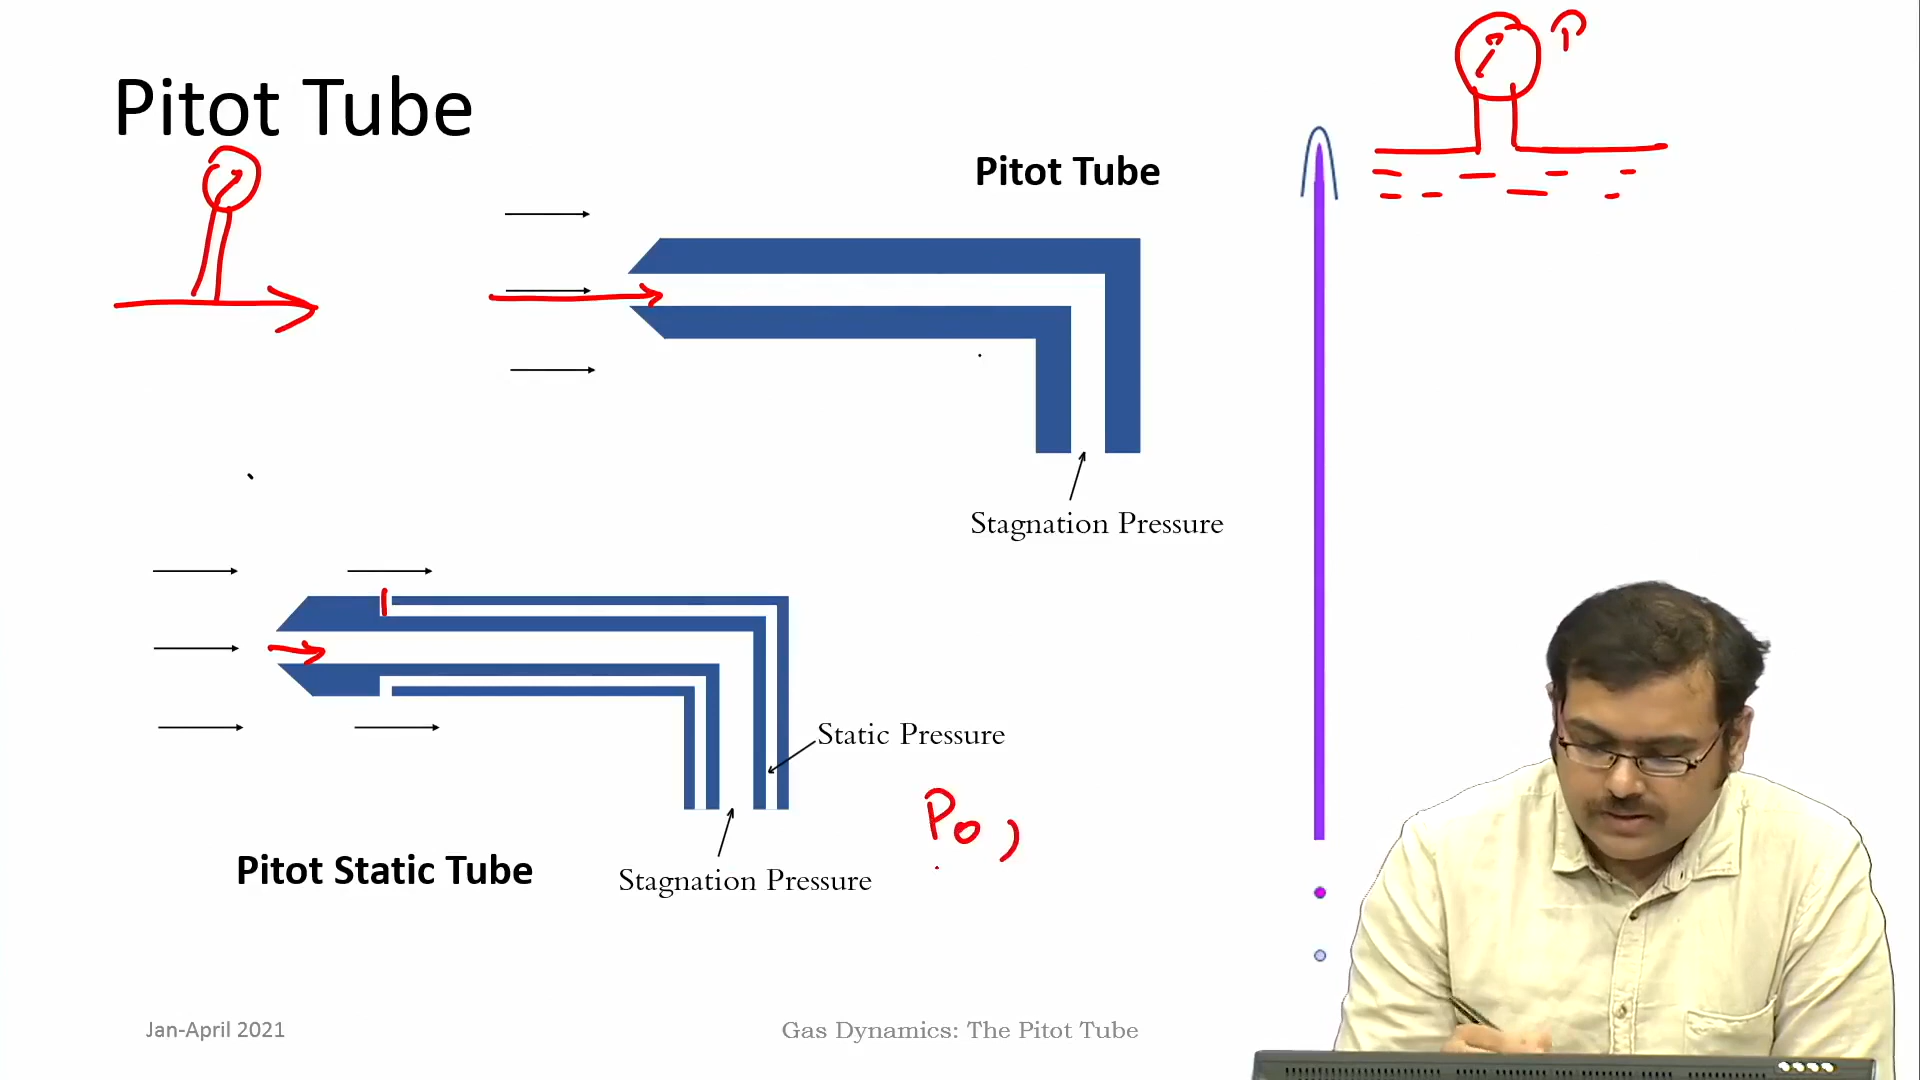 Pitot Tube
P
Pitot Tube
Stagnation Pressure
Static Pressure
P₀ ,
Pitot Static Tube
Stagnation Pressure
Jan-April 2021
Gas Dynamics: The Pitot Tube